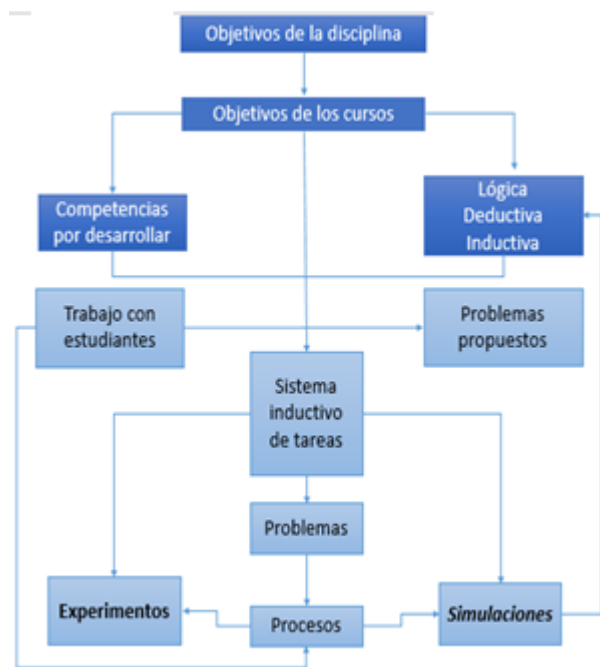 Objetivos de la disciplina
Objetivos de los cursos
Competencias
por desarrollar
Lógica
Deductiva
Inductiva
Trabajo con
estudiantes
Problemas
propuestos
Sistema
inductivo
de tareas
Problemas
Experimentos
Procesos
Simulaciones